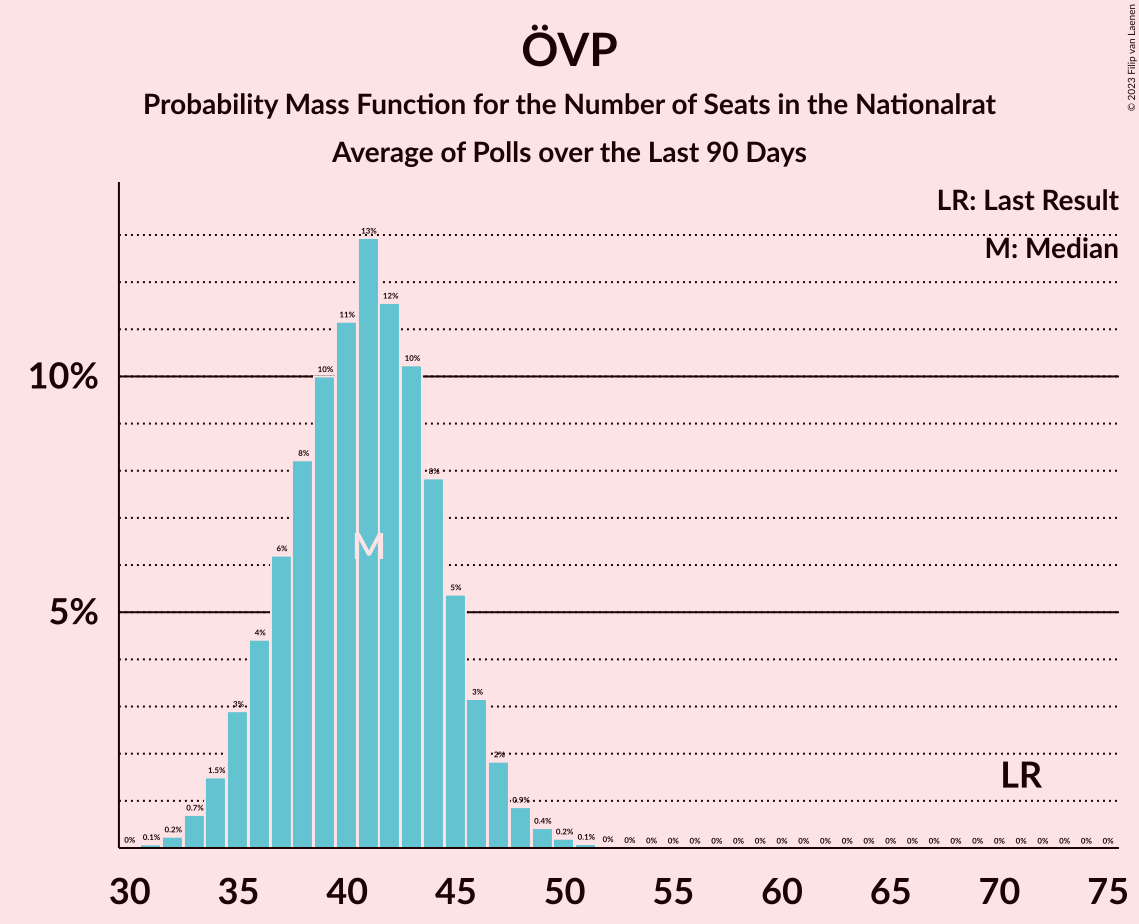 ÖVP
Probability Mass Function for the Number of Seats in the Nationalrat
Average of Polls over the Last 90 Days
© 2023 Filip van Laenen
LR: Last Result
M: Median
10%
5%
0% 0.1% 0.2% 0.7% 1.5% 3% 4% 6% 8% 10% 11% 13% 12% 10% 8% 5% 3% 2% 0.9% 0.4% 0.2% 0.1% 0% 0% 0% 0% 0% 0% 0% 0% 0% 0% 0% 0% 0% 0% 0% 0% 0% 0% 0% 0% 0% 0% 0% 0%
M
LR
30 35 40 45 50 55 60 65 70 75